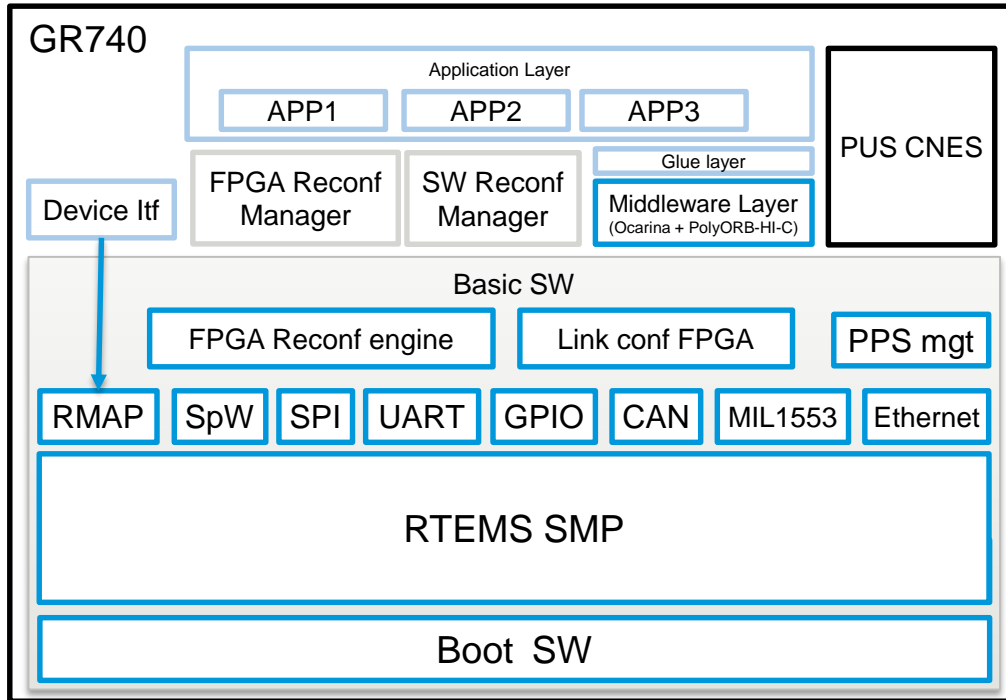 GR740
Application Layer
APP1
APP2
APP3
PUS CNES
Glue layer
Device Itf
FPGA Reconf
Manager
SW Reconf
Manager
Middleware Layer
(Ocarina + PolyORB-HI-C)
Basic SW
FPGA Reconf engine
Link conf FPGA
PPS mgt
RMAP
SpW
SPI
UART
GPIO
CAN
MIL1553
Ethernet
RTEMS SMP
Boot SW